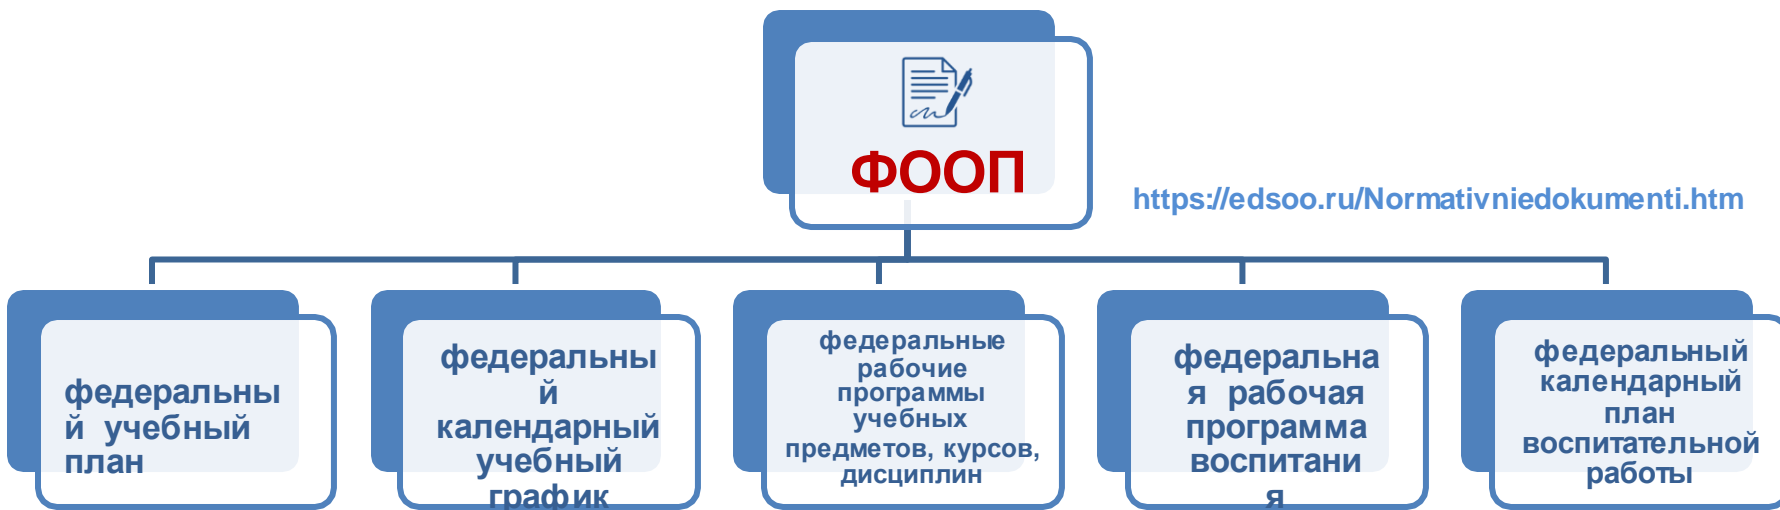 ФООП
https://edsoo.ru/Normativniedokumenti.htm
федеральны
й учебный
план
федеральны
й
календарный
учебный
график
федеральные
рабочие
программы
учебных
предметов, курсов,
дисциплин
федеральна
я рабочая
программа
воспитани
я
федеральный
календарный
план
воспитательной
работы